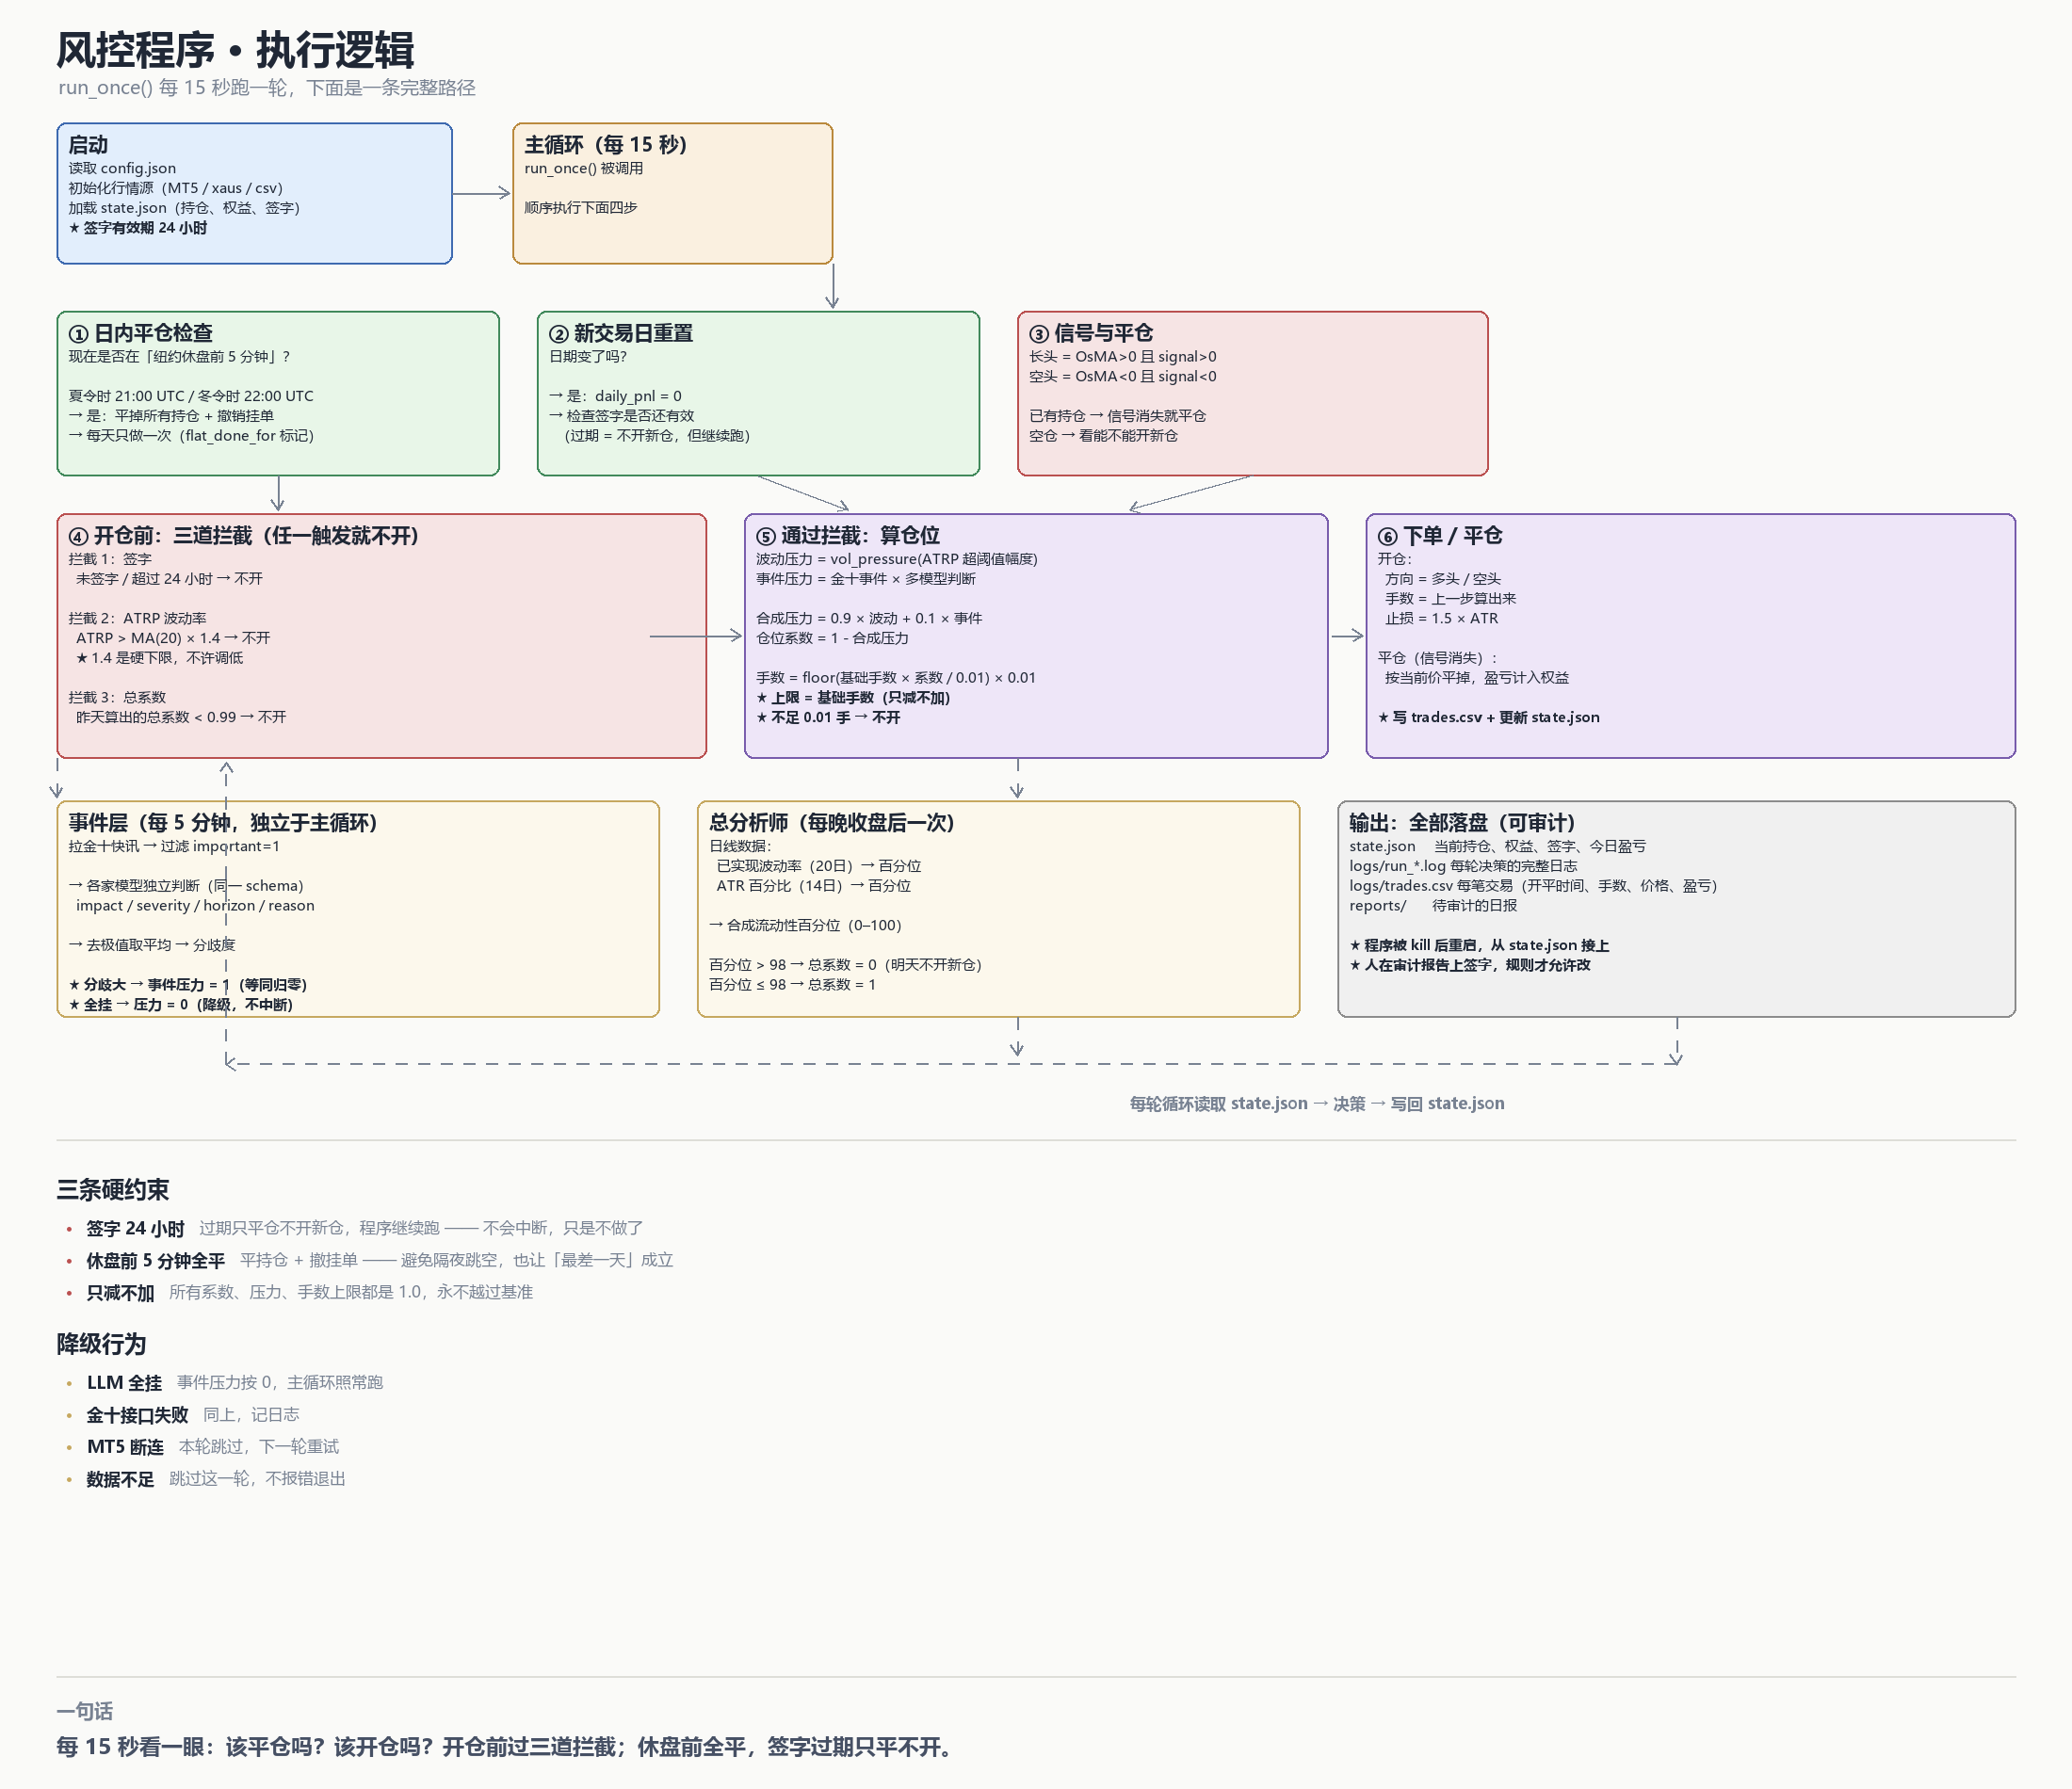 风控程序 • 执行逻辑
run_once() 每 15 秒跑一轮，下面是一条完整路径
启动
读取 config.json
初始化行情源（MT5 / xaus / csv）
加载 state.json（持仓、权益、签字）
★ 签字有效期 24 小时
主循环（每 15 秒）
run_once() 被调用
顺序执行下面四步
① 日内平仓检查
现在是否在「纽约休盘前 5 分钟」？
夏令时 21:00 UTC / 冬令时 22:00 UTC
→ 是：平掉所有持仓 + 撤销挂单
→ 每天只做一次（flat_done_for 标记）
② 新交易日重置
日期变了吗？
→ 是：daily_pnl = 0
→ 检查签字是否还有效
（过期 = 不开新仓，但继续跑）
③ 信号与平仓
长头 = OsMA>0 且 signal>0
空头 = OsMA<0 且 signal<0
已有持仓 → 信号消失就平仓
空仓 → 看能不能开新仓
④ 开仓前：三道拦截（任一触发就不开）
拦截 1：签字
未签字 / 超过 24 小时 → 不开
拦截 2：ATRP 波动率
ATRP > MA(20) × 1.4 → 不开
★ 1.4 是硬下限，不许调低
拦截 3：总系数
昨天算出的总系数 < 0.99 → 不开
⑤ 通过拦截：算仓位
波动压力 = vol_pressure(ATRP 超阈值幅度)
事件压力 = 金十事件 × 多模型判断
合成压力 = 0.9 × 波动 + 0.1 × 事件
仓位系数 = 1 - 合成压力
手数 = floor(基础手数 × 系数 / 0.01) × 0.01
★ 上限 = 基础手数（只减不加）
★ 不足 0.01 手 → 不开
⑥ 下单 / 平仓
开仓：
方向 = 多头 / 空头
手数 = 上一步算出来
止损 = 1.5 × ATR
平仓（信号消失）：
按当前价平掉，盈亏计入权益
★ 写 trades.csv + 更新 state.json
事件层（每 5 分钟，独立于主循环）
拉金十快讯 → 过滤 important=1
→ 各家模型独立判断（同一 schema）
impact / severity / horizon / reason
→ 去极值取平均 → 分歧度
★ 分歧大 → 事件压力 = 1（等同归零）
★ 全挂 → 压力 = 0（降级，不中断）
总分析师（每晚收盘后一次）
日线数据：
已实现波动率（20日）→ 百分位
ATR 百分比（14日）→ 百分位
→ 合成流动性百分位（0–100）
百分位 > 98 → 总系数 = 0（明天不开新仓）
百分位 ≤ 98 → 总系数 = 1
输出：全部落盘（可审计）
state.json 当前持仓、权益、签字、今日盈亏
logs/run_*.log 每轮决策的完整日志
logs/trades.csv 每笔交易（开平时间、手数、价格、盈亏）
reports/ 待审计的日报
★ 程序被 kill 后重启，从 state.json 接上
★ 人在审计报告上签字，规则才允许改
每轮循环读取 state.json → 决策 → 写回 state.json
三条硬约束
• 签字 24 小时 过期只平仓不开新仓，程序继续跑 —— 不会中断，只是不做了
• 休盘前 5 分钟全平 平持仓 + 撤挂单 —— 避免隔夜跳空，也让「最差一天」成立
• 只减不加 所有系数、压力、手数上限都是 1.0，永不越过基准
降级行为
• LLM 全挂 事件压力按 0，主循环照常跑
• 金十接口失败 同上，记日志
• MT5 断连 本轮跳过，下一轮重试
• 数据不足 跳过这一轮，不报错退出
一句话
每 15 秒看一眼：该平仓吗？该开仓吗？开仓前过三道拦截；休盘前全平，签字过期只平不开。